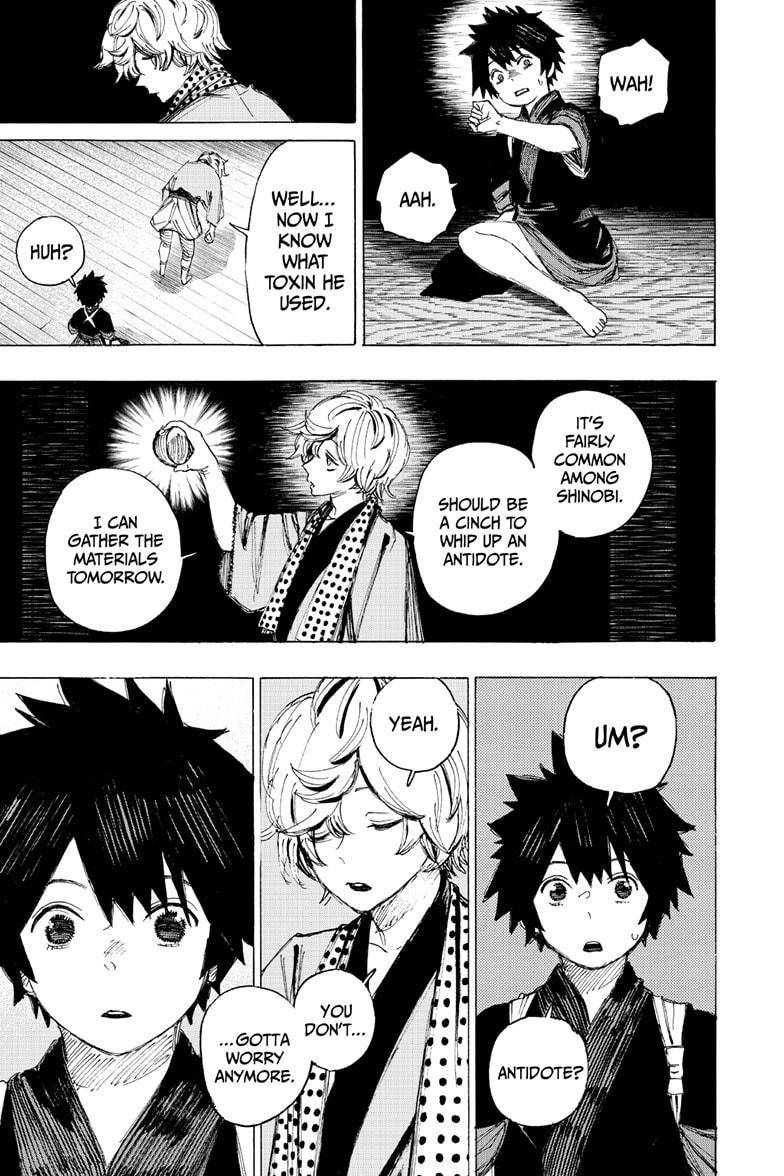 WAH!
AAH.
WELL...
NOW I
KNOW
WHAT
TOXIN HE
USED.
HUH?
IT'S
FAIRLY
COMMON
AMONG
SHINOBI.
SHOULD BE
A CINCH TO
WHIP UP AN
ANTIDOTE.
I CAN
GATHER THE
MATERIALS
TOMORROW.
UM?
ANTIDOTE?
YEAH.
YOU
DON'T...
...GOTTA
WORRY
ANYMORE.